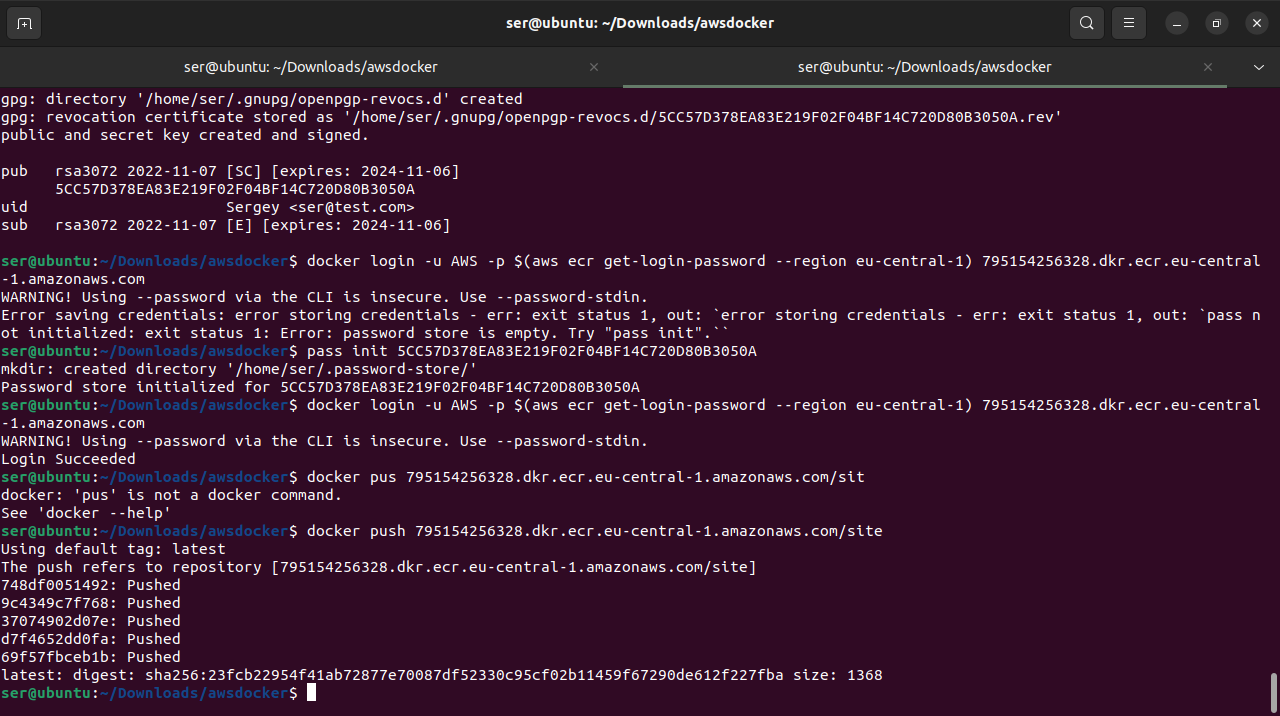 ser@ubuntu: ~/Downloads/awsdocker
ser@ubuntu: ~/Downloads/awsdocker
ser@ubuntu: ~/Downloads/awsdocker
gpg: directory '/home/ser/.gnupg/openpgp-revocs.d' created
gpg: revocation certificate stored as '/home/ser/.gnupg/openpgp-revocs.d/5CC57D378EA83E219F02F04BF14C720D80B3050A.rev'
public and secret key created and signed.
pub   rsa3072 2022-11-07 [SC] [expires: 2024-11-06]
      5CC57D378EA83E219F02F04BF14C720D80B3050A
uid                      Sergey <ser@test.com>
sub   rsa3072 2022-11-07 [E] [expires: 2024-11-06]
ser@ubuntu:~/Downloads/awsdocker$ docker login -u AWS -p $(aws ecr get-login-password --region eu-central-1) 795154256328.dkr.ecr.eu-central
-1.amazonaws.com
WARNING! Using --password via the CLI is insecure. Use --password-stdin.
Error saving credentials: error storing credentials - err: exit status 1, out: `error storing credentials - err: exit status 1, out: `pass n
ot initialized: exit status 1: Error: password store is empty. Try "pass init".``
ser@ubuntu:~/Downloads/awsdocker$ pass init 5CC57D378EA83E219F02F04BF14C720D80B3050A
mkdir: created directory '/home/ser/.password-store/'
Password store initialized for 5CC57D378EA83E219F02F04BF14C720D80B3050A
ser@ubuntu:~/Downloads/awsdocker$ docker login -u AWS -p $(aws ecr get-login-password --region eu-central-1) 795154256328.dkr.ecr.eu-central
-1.amazonaws.com
WARNING! Using --password via the CLI is insecure. Use --password-stdin.
Login Succeeded
ser@ubuntu:~/Downloads/awsdocker$ docker pus 795154256328.dkr.ecr.eu-central-1.amazonaws.com/sit
docker: 'pus' is not a docker command.
See 'docker --help'
ser@ubuntu:~/Downloads/awsdocker$ docker push 795154256328.dkr.ecr.eu-central-1.amazonaws.com/site
Using default tag: latest
The push refers to repository [795154256328.dkr.ecr.eu-central-1.amazonaws.com/site]
748df0051492: Pushed
9c4349c7f768: Pushed
37074902d07e: Pushed
d7f4652dd0fa: Pushed
69f57fbceb1b: Pushed
latest: digest: sha256:23fcb22954f41ab72877e70087df52330c95cf02b11459f67290de612f227fba size: 1368
ser@ubuntu:~/Downloads/awsdocker$